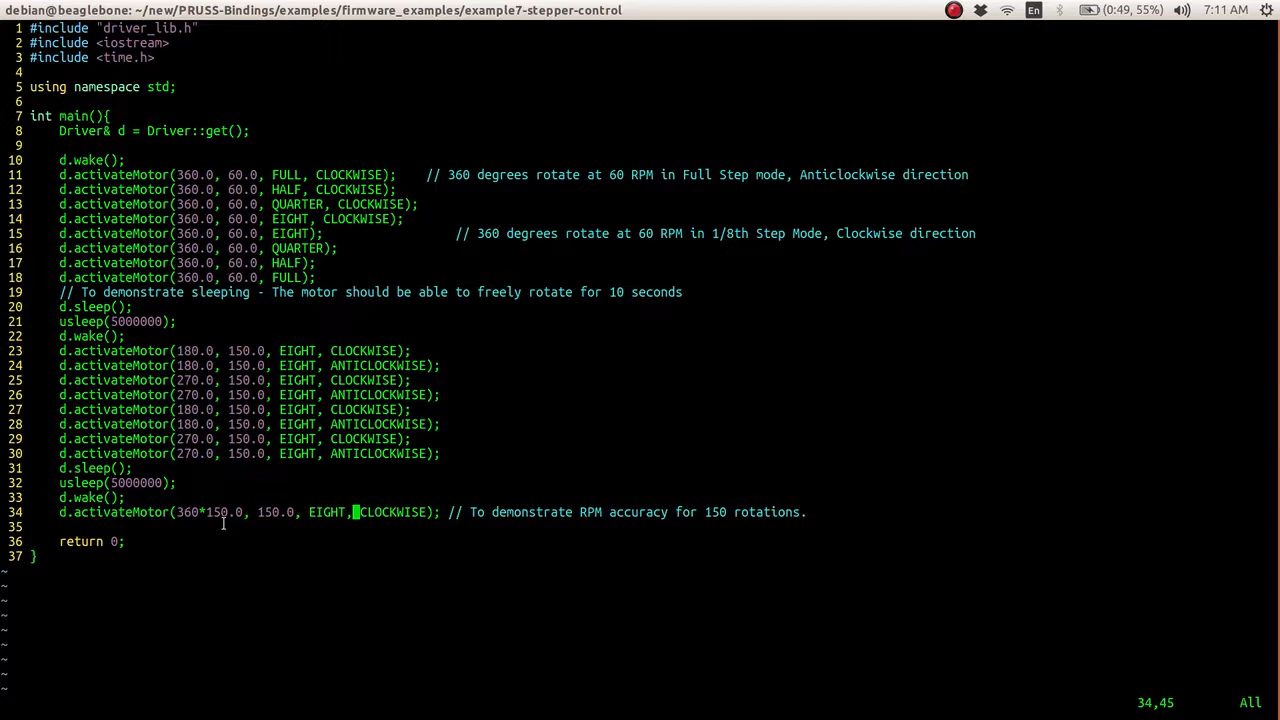 debian@beaglebone: ~/new/PRUSS-Bindings/examples/firmware_examples/example7-stepper-control En (0:49, 55%) 7:11 AM
1 #include "driver_lib.h"
2 #include <iostream>
3 #include <time.h>
4
5 using namespace std;
6
7 int main(){
8 Driver& d = Driver::get();
9
10 d.wake();
11 d.activateMotor(360.0, 60.0, FULL, CLOCKWISE); // 360 degrees rotate at 60 RPM in Full Step mode, Anticlockwise direction
12 d.activateMotor(360.0, 60.0, HALF, CLOCKWISE);
13 d.activateMotor(360.0, 60.0, QUARTER, CLOCKWISE);
14 d.activateMotor(360.0, 60.0, EIGHT, CLOCKWISE);
15 d.activateMotor(360.0, 60.0, EIGHT); // 360 degrees rotate at 60 RPM in 1/8th Step Mode, Clockwise direction
16 d.activateMotor(360.0, 60.0, QUARTER);
17 d.activateMotor(360.0, 60.0, HALF);
18 d.activateMotor(360.0, 60.0, FULL);
19 // To demonstrate sleeping - The motor should be able to freely rotate for 10 seconds
20 d.sleep();
21 usleep(5000000);
22 d.wake();
23 d.activateMotor(180.0, 150.0, EIGHT, CLOCKWISE);
24 d.activateMotor(180.0, 150.0, EIGHT, ANTICLOCKWISE);
25 d.activateMotor(270.0, 150.0, EIGHT, CLOCKWISE);
26 d.activateMotor(270.0, 150.0, EIGHT, ANTICLOCKWISE);
27 d.activateMotor(180.0, 150.0, EIGHT, CLOCKWISE);
28 d.activateMotor(180.0, 150.0, EIGHT, ANTICLOCKWISE);
29 d.activateMotor(270.0, 150.0, EIGHT, CLOCKWISE);
30 d.activateMotor(270.0, 150.0, EIGHT, ANTICLOCKWISE);
31 d.sleep();
32 usleep(5000000);
33 d.wake();
34 d.activateMotor(360*150.0, 150.0, EIGHT, CLOCKWISE); // To demonstrate RPM accuracy for 150 rotations.
35
36 return 0;
37 }
~
~
~
~
~
~
~
~
~
34,45 All